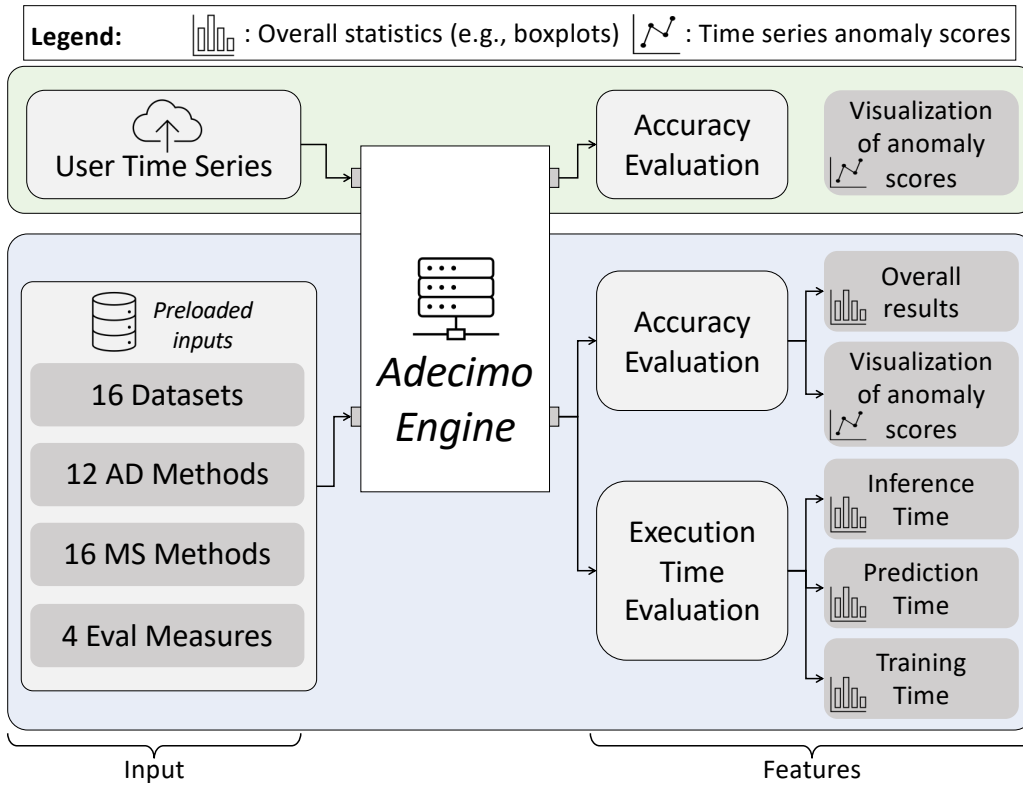 Legend: : Overall statistics (e.g., boxplots) : Time series anomaly scores
User Time Series
Accuracy
Evaluation
Visualization
of anomaly
scores
Preloaded
inputs
16 Datasets
12 AD Methods
16 MS Methods
4 Eval Measures
Adecimo
Engine
Accuracy
Evaluation
Overall
results
Visualization
of anomaly
scores
Execution
Time
Evaluation
Inference
Time
Prediction
Time
Training
Time
Input
Features